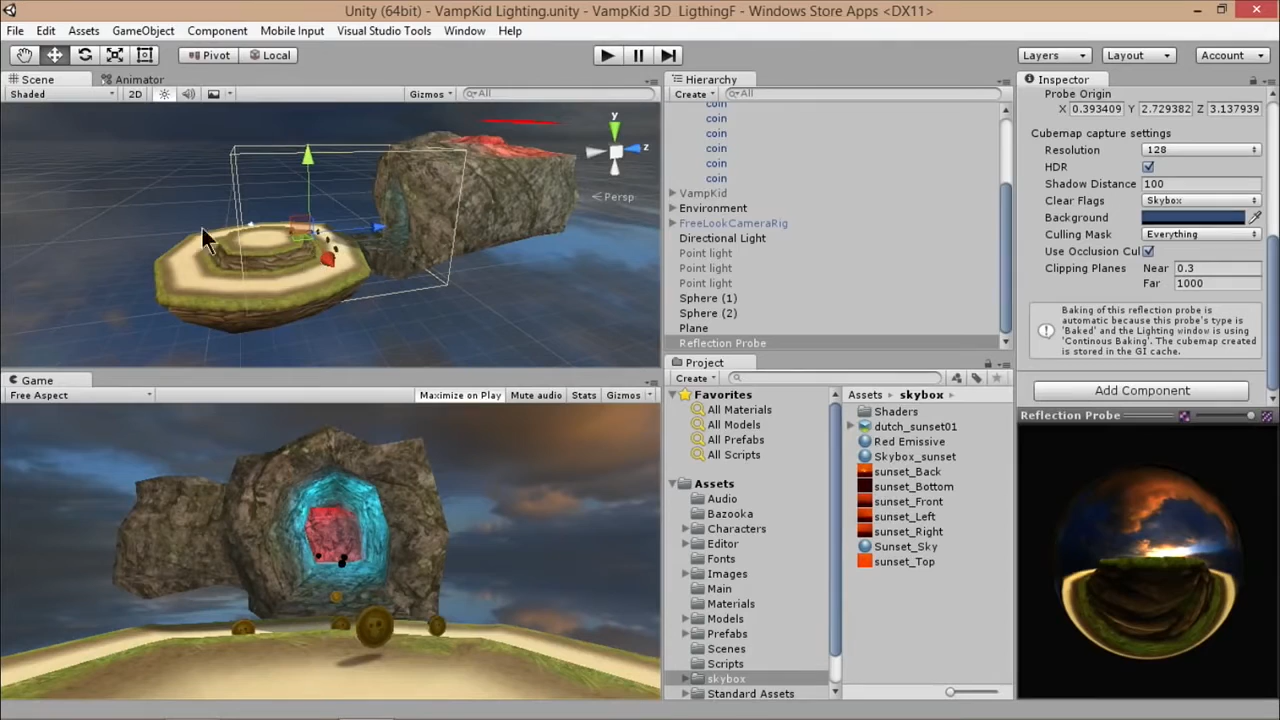 Unity (64bit) - VampKid Lighting.unity - VampKid 3D LigthingF - Windows Store Apps <DX11>
File Edit Assets GameObject Component Mobile Input Visual Studio Tools Window Help
Pivot Local Layers Layout Account
Scene Animator
Shaded 2D Gizmos All
y
z
Persp
Game
Free Aspect Maximize on Play Mute audio Stats Gizmos
Hierarchy
Create All
coin
coin
coin
coin
coin
coin
VampKid
Environment
FreeLookCameraRig
Directional Light
Point light
Point light
Point light
Sphere (1)
Sphere (2)
Plane
Reflection Probe
Project
Create
Favorites
All Materials
All Models
All Prefabs
All Scripts
Assets
Audio
Bazooka
Characters
Editor
Fonts
Images
Main
Materials
Models
Prefabs
Scenes
Scripts
skybox
Standard Assets
Assets skybox
Shaders
dutch_sunset01
Red Emissive
Skybox_sunset
sunset_Back
sunset_Bottom
sunset_Front
sunset_Left
sunset_Right
Sunset_Sky
sunset_Top
Inspector
Probe Origin
X 0.393409 Y 2.729382 Z 3.137939
Cubemap capture settings
Resolution 128
HDR
Shadow Distance 100
Clear Flags Skybox
Background
Culling Mask Everything
Use Occlusion Cul
Clipping Planes Near 0.3
Far 1000
Baking of this reflection probe is
automatic because this probe's type is
'Baked' and the Lighting window is using
'Continous Baking'. The cubemap created
is stored in the GI cache.
Add Component
Reflection Probe